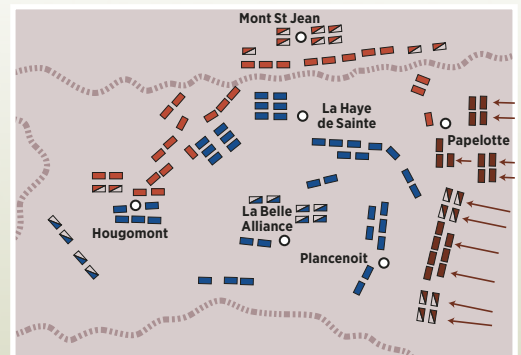 Mont St Jean
La Haye
de Sainte
Papelotte
La Belle
Alliance
Hougomont
Plancenoit